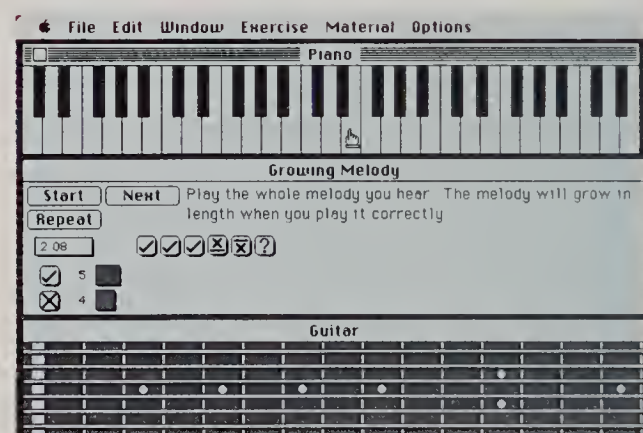 File Edit Window Exercise Material Options
Piano
Growing Melody
Start Next Play the whole melody you hear The melody will grow in
Repeat length when you play it correctly
2 08
?
5
4
Guitar